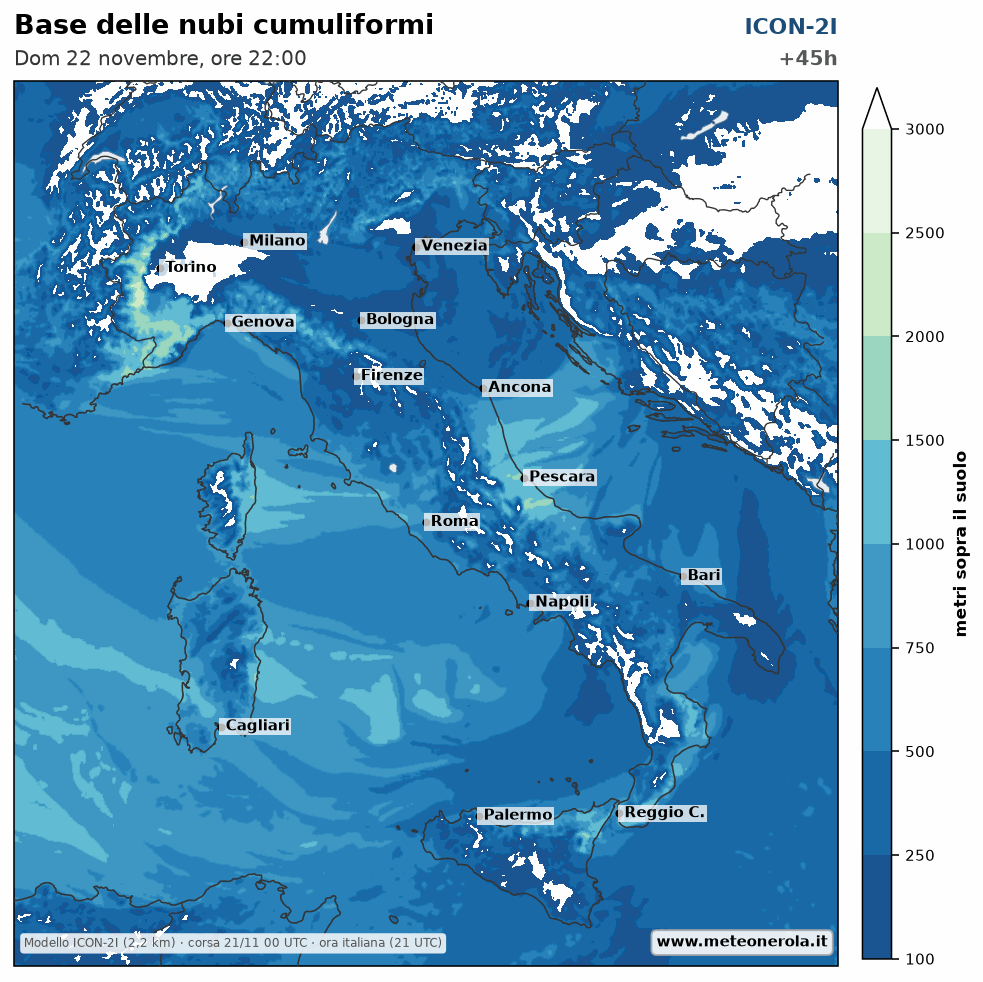 Base delle nubi cumuliformi
ICON-2I
Dom 22 novembre, ore 22:00
+45h
Milano
Venezia
Torino
Genova
Bologna
Firenze
Ancona
Pescara
Roma
Bari
Napoli
Cagliari
Palermo
Reggio C.
3000
2500
2000
1500
1000
750
500
250
100
metri sopra il suolo
Modello ICON-2I (2,2 km) · corsa 21/11 00 UTC · ora italiana (21 UTC)
www.meteonerola.it